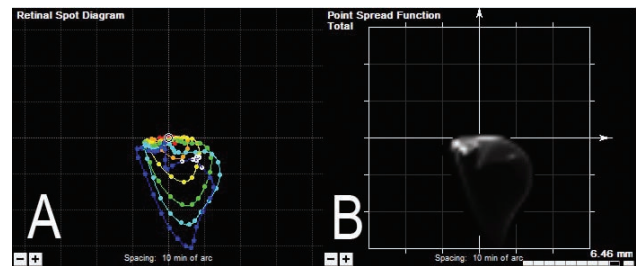 Retinal Spot Diagram
A
- +
Spacing: 10 min of arc
Point Spread Function
Total
B
- +
Spacing: 10 min of arc
6.46 mm